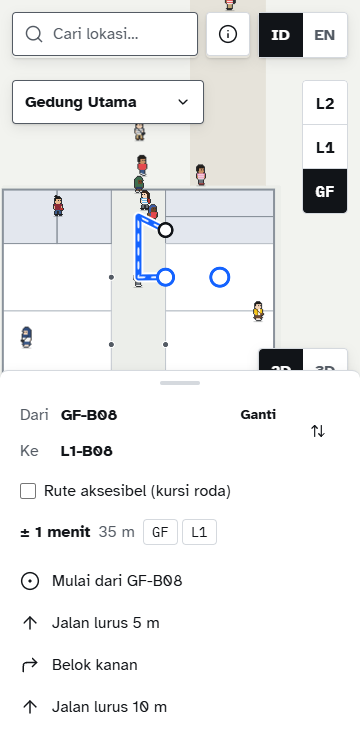 Cari lokasi...
ID
EN
Gedung Utama
L2
L1
GF
Dari
GF-B08
Ganti
Ke
L1-B08
Rute aksesibel (kursi roda)
± 1 menit
35 m
GF
L1
Mulai dari GF-B08
Jalan lurus 5 m
Belok kanan
Jalan lurus 10 m